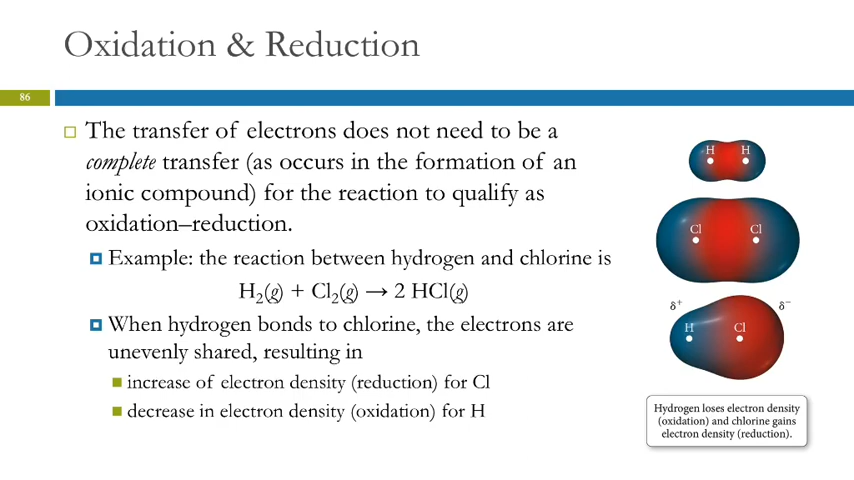 Oxidation & Reduction
86
The transfer of electrons does not need to be a
complete transfer (as occurs in the formation of an
ionic compound) for the reaction to qualify as
oxidation–reduction.
Example: the reaction between hydrogen and chlorine is
H₂(g) + Cl₂(g) → 2 HCl(g)
When hydrogen bonds to chlorine, the electrons are
unevenly shared, resulting in
increase of electron density (reduction) for Cl
decrease in electron density (oxidation) for H
H H
Cl Cl
δ⁺ δ⁻
H Cl
Hydrogen loses electron density
(oxidation) and chlorine gains
electron density (reduction).